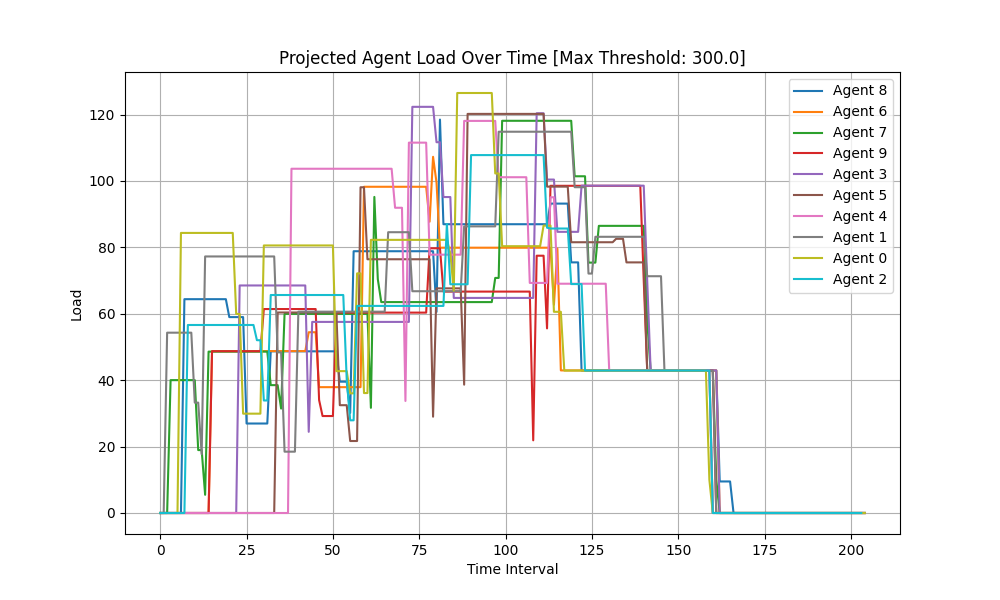 Projected Agent Load Over Time [Max Threshold: 300.0]
Load
120
100
80
60
40
20
0
0 25 50 75 100 125 150 175 200
Time Interval
Agent 8
Agent 6
Agent 7
Agent 9
Agent 3
Agent 5
Agent 4
Agent 1
Agent 0
Agent 2